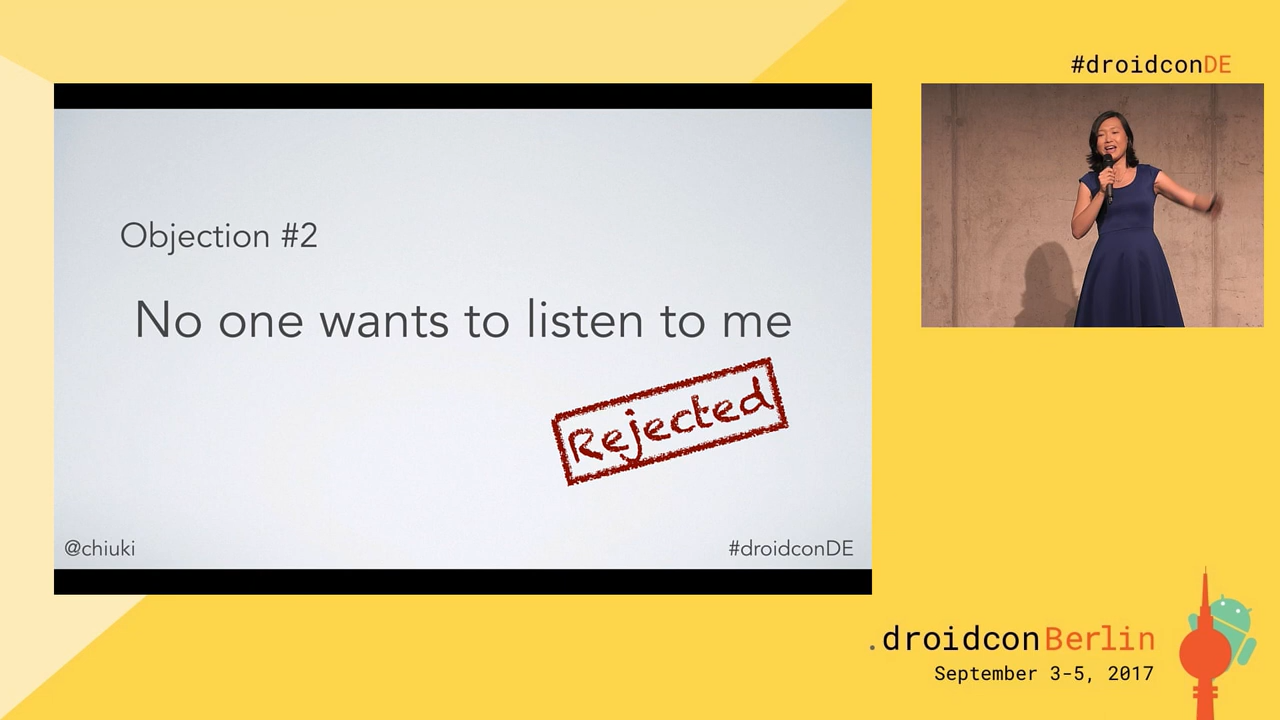 #droidconDE
Objection #2
No one wants to listen to me
Rejected
@chiuki
#droidconDE
.droidconBerlin
September 3-5, 2017